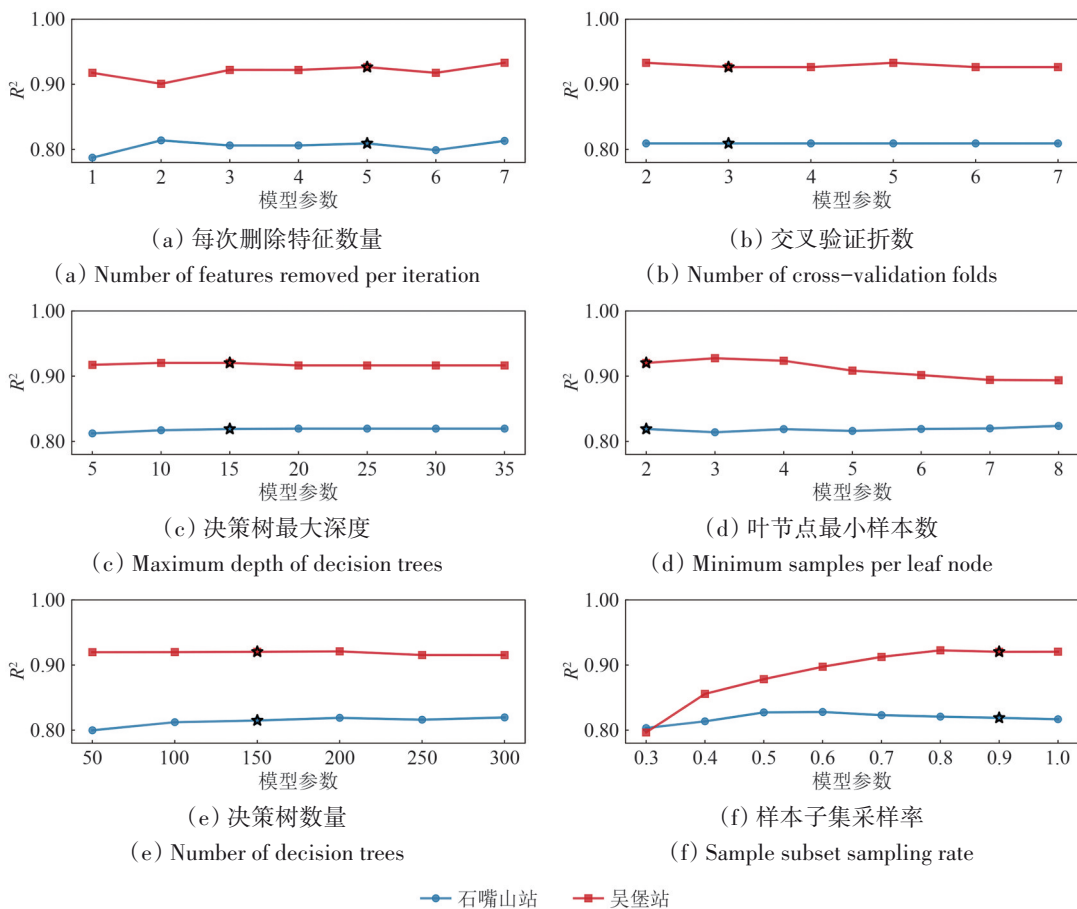 1.00
0.90
0.80
R²
1 2 3 4 5 6 7
模型参数
(a) 每次删除特征数量
(a) Number of features removed per iteration
1.00
0.90
0.80
R²
2 3 4 5 6 7
模型参数
(b) 交叉验证折数
(b) Number of cross-validation folds
1.00
0.90
0.80
R²
5 10 15 20 25 30 35
模型参数
(c) 决策树最大深度
(c) Maximum depth of decision trees
1.00
0.90
0.80
R²
2 3 4 5 6 7 8
模型参数
(d) 叶节点最小样本数
(d) Minimum samples per leaf node
1.00
0.90
0.80
R²
50 100 150 200 250 300
模型参数
(e) 决策树数量
(e) Number of decision trees
1.00
0.90
0.80
R²
0.3 0.4 0.5 0.6 0.7 0.8 0.9 1.0
模型参数
(f) 样本子集采样率
(f) Sample subset sampling rate
石嘴山站 吴堡站